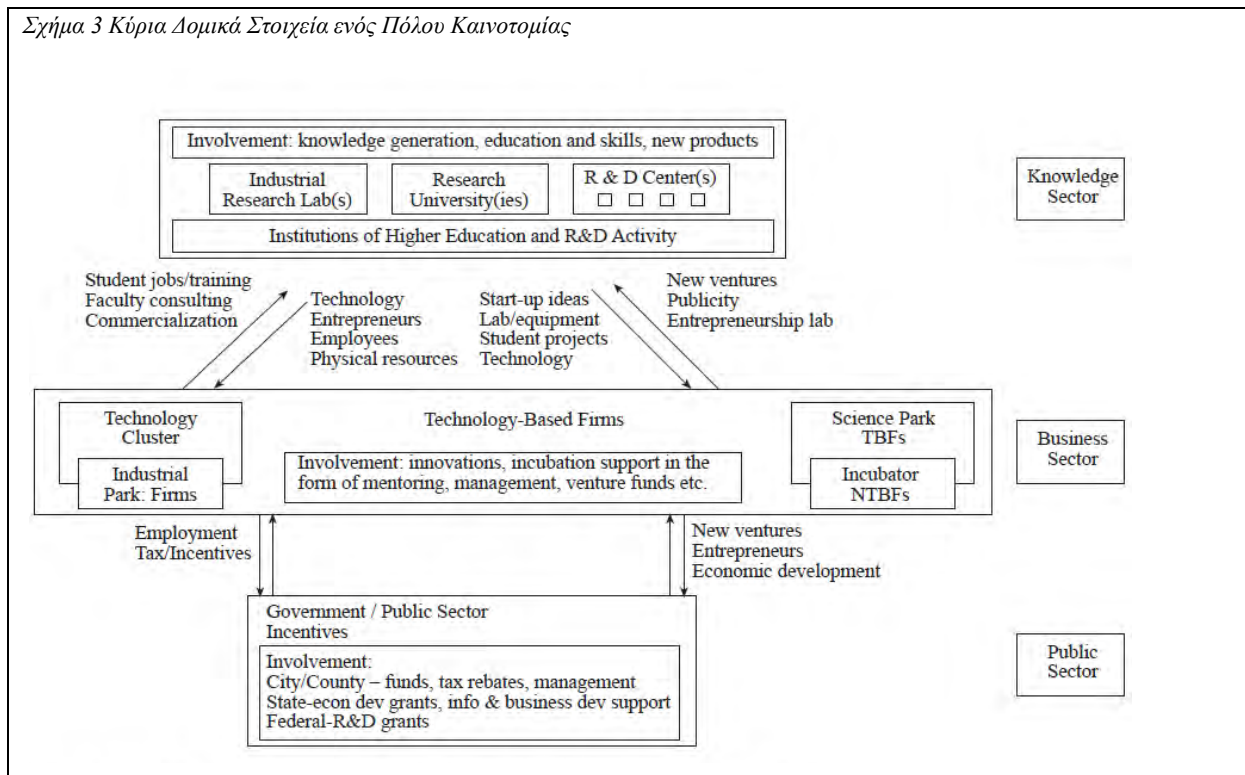 Σχήμα 3 Κύρια Δομικά Στοιχεία ενός Πόλου Καινοτομίας
Involvement: knowledge generation, education and skills, new products
Industrial
Research Lab(s)
Research
University(ies)
R & D Center(s)
Institutions of Higher Education and R&D Activity
Knowledge
Sector
Student jobs/training
Faculty consulting
Commercialization
Technology
Entrepreneurs
Employees
Physical resources
Start-up ideas
Lab/equipment
Student projects
Technology
New ventures
Publicity
Entrepreneurship lab
Technology
Cluster
Industrial
Park: Firms
Technology-Based Firms
Involvement: innovations, incubation support in the
form of mentoring, management, venture funds etc.
Science Park
TBFs
Incubator
NTBFs
Business
Sector
Employment
Tax/Incentives
New ventures
Entrepreneurs
Economic development
Government / Public Sector
Incentives
Involvement:
City/County – funds, tax rebates, management
State-econ dev grants, info & business dev support
Federal-R&D grants
Public
Sector